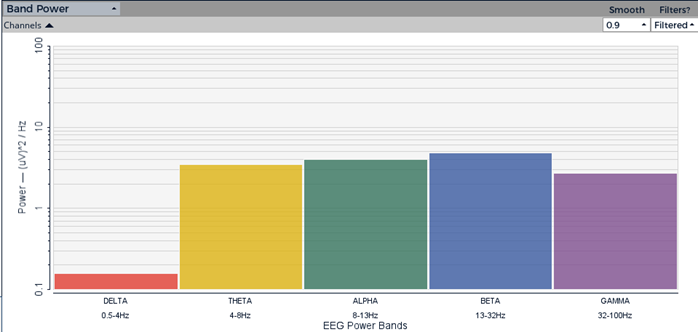 Band Power
Smooth Filters?
Channels 0.9 Filtered
100
10
1
0.1
Power — (uV)^2 / Hz
DELTA THETA ALPHA BETA GAMMA
0.5-4Hz 4-8Hz 8-13Hz 13-32Hz 32-100Hz
EEG Power Bands